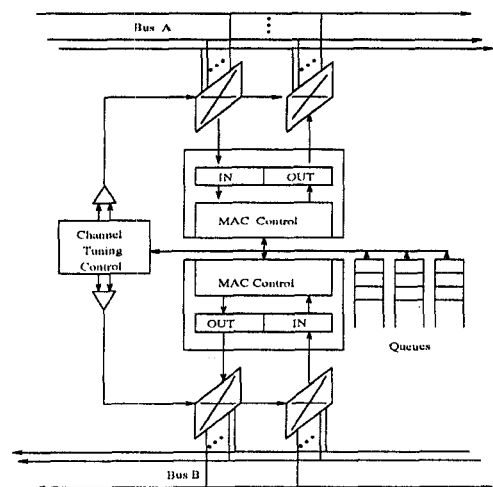 Bus A
IN OUT
MAC Control
Channel
Tuning
Control
MAC Control
OUT IN
Queues
Bus B